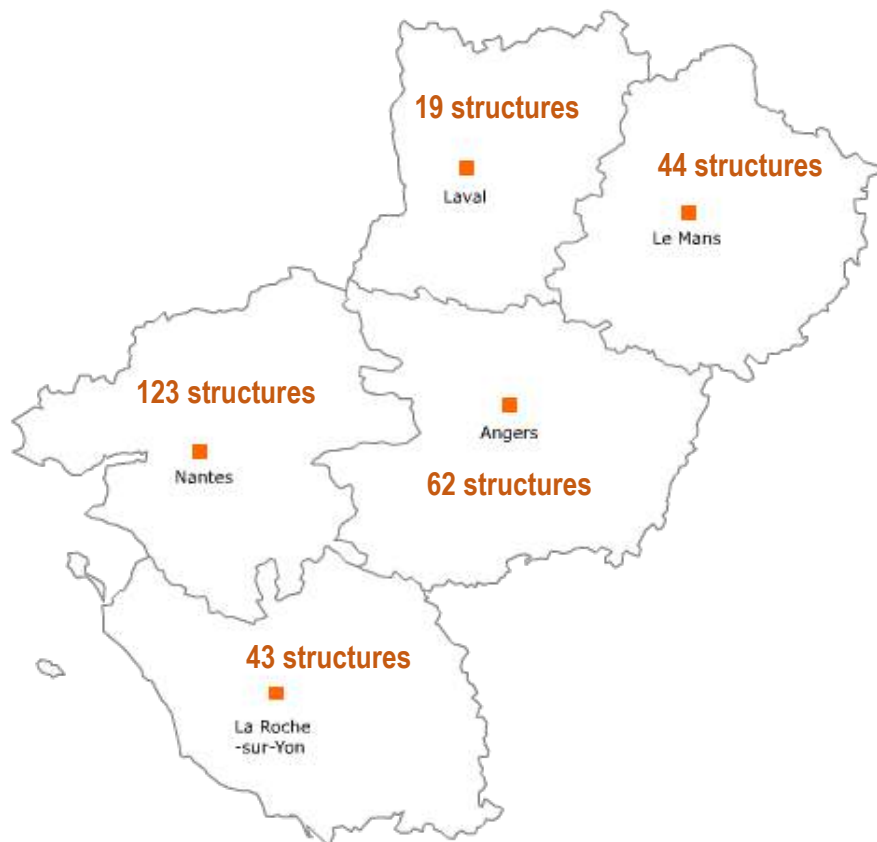 19 structures
Laval
44 structures
Le Mans
123 structures
Nantes
Angers
62 structures
43 structures
La Roche
-sur-Yon